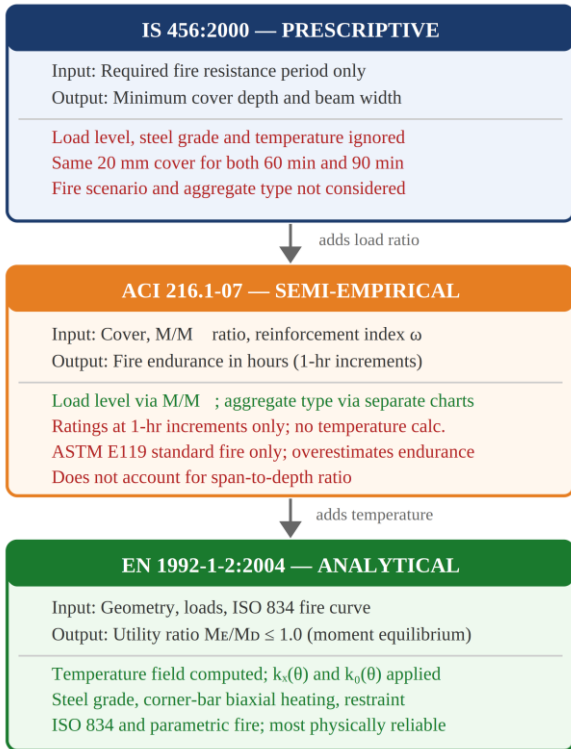 IS 456:2000 — PRESCRIPTIVE
Input: Required fire resistance period only
Output: Minimum cover depth and beam width
Load level, steel grade and temperature ignored
Same 20 mm cover for both 60 min and 90 min
Fire scenario and aggregate type not considered
adds load ratio
ACI 216.1-07 — SEMI-EMPIRICAL
Input: Cover, M/M ratio, reinforcement index ω
Output: Fire endurance in hours (1-hr increments)
Load level via M/M ; aggregate type via separate charts
Ratings at 1-hr increments only; no temperature calc.
ASTM E119 standard fire only; overestimates endurance
Does not account for span-to-depth ratio
adds temperature
EN 1992-1-2:2004 — ANALYTICAL
Input: Geometry, loads, ISO 834 fire curve
Output: Utility ratio Mᴇ/Mᴅ ≤ 1.0 (moment equilibrium)
Temperature field computed; kₓ(θ) and k₀(θ) applied
Steel grade, corner-bar biaxial heating, restraint
ISO 834 and parametric fire; most physically reliable